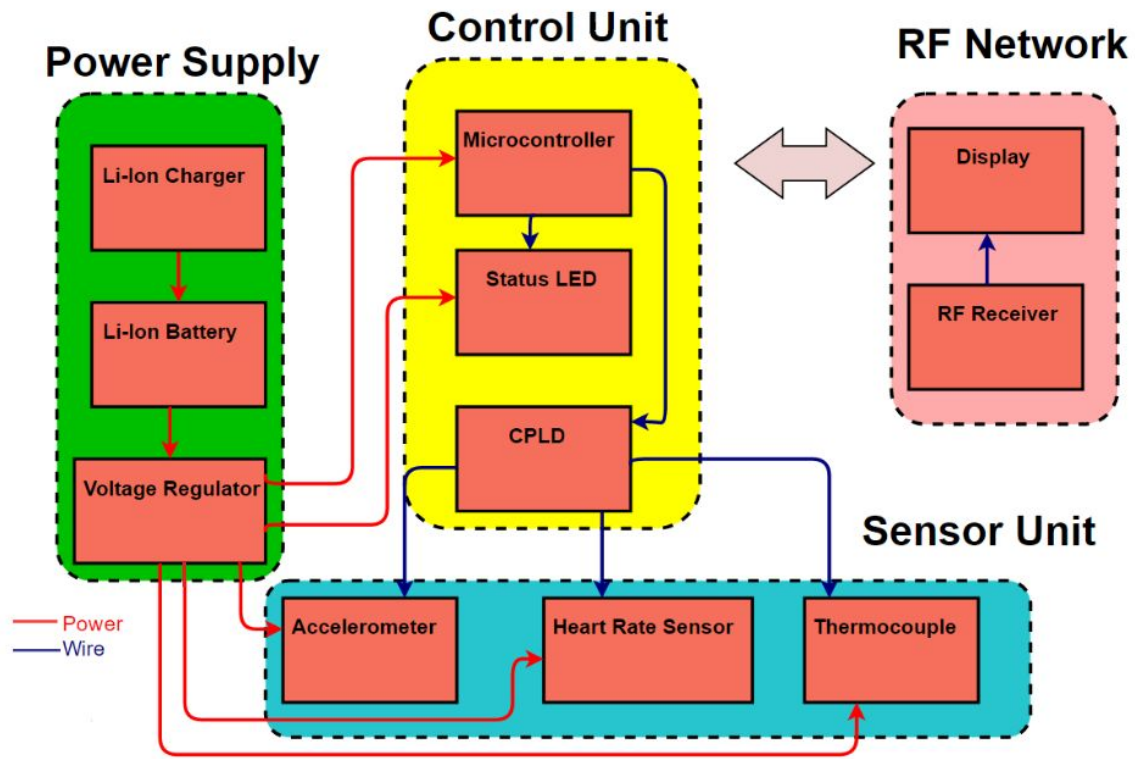 Control Unit
RF Network
Power Supply
Microcontroller
Display
Li-Ion Charger
Status LED
RF Receiver
Li-Ion Battery
CPLD
Voltage Regulator
Sensor Unit
Power
Wire
Accelerometer
Heart Rate Sensor
Thermocouple